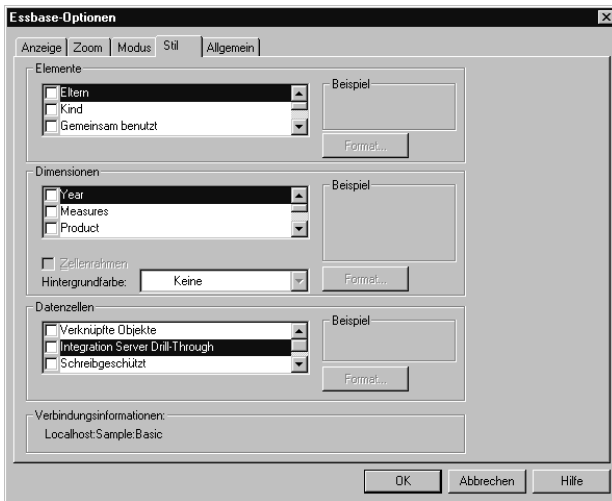 Essbase-Optionen
Anzeige Zoom Modus Stil Allgemein
Elemente
Eltern
Kind
Gemeinsam benutzt
Beispiel
Format...
Dimensionen
Year
Measures
Product
Beispiel
Zellenrahmen
Hintergrundfarbe: Keine
Format...
Datenzellen
Verknüpfte Objekte
Integration Server Drill-Through
Schreibgeschützt
Beispiel
Format...
Verbindungsinformationen:
Localhost:Sample:Basic
OK Abbrechen Hilfe